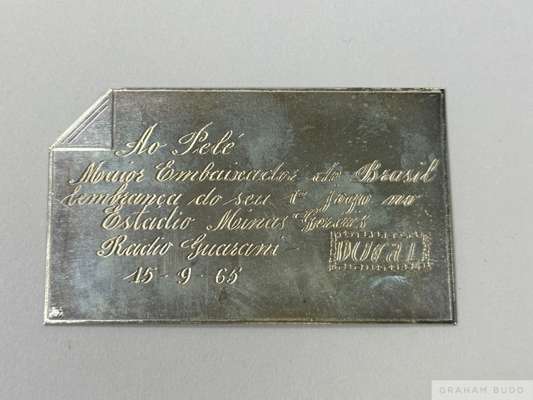 Ao Pelé
Maior Embaixador do Brasil
lembrança do seu 1º Jogo no
Estadio Minas Gerais
Radio Guarani
15 - 9 - 65
GRAHAM BUDD